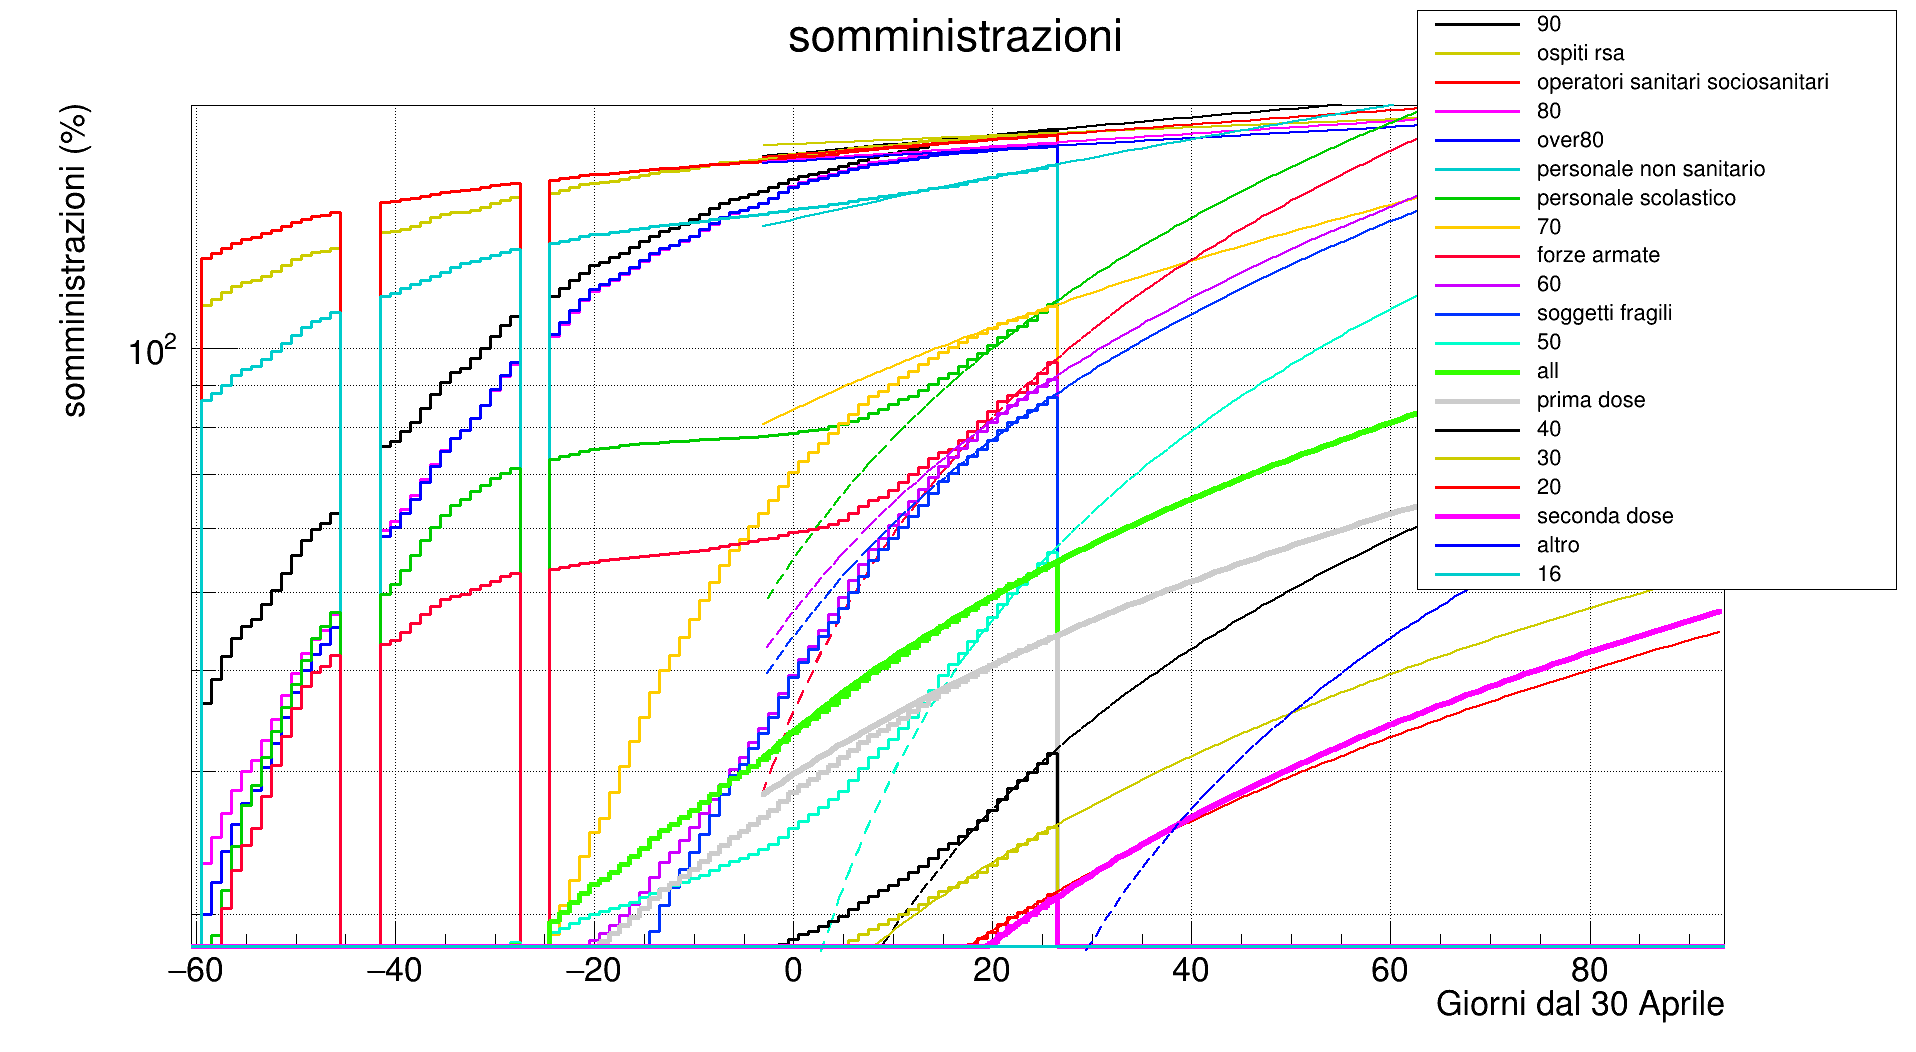 somministrazioni
somministrazioni (%)
10²
−60 −40 −20 0 20 40 60 80
Giorni dal 30 Aprile
90
ospiti rsa
operatori sanitari sociosanitari
80
over80
personale non sanitario
personale scolastico
70
forze armate
60
soggetti fragili
50
all
prima dose
40
30
20
seconda dose
altro
16